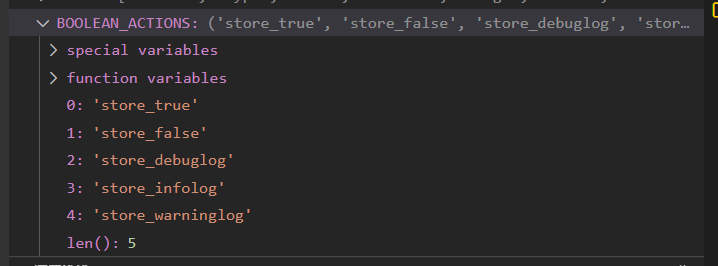 BOOLEAN_ACTIONS: ('store_true', 'store_false', 'store_debuglog', 'stor…
special variables
function variables
0: 'store_true'
1: 'store_false'
2: 'store_debuglog'
3: 'store_infolog'
4: 'store_warninglog'
len(): 5